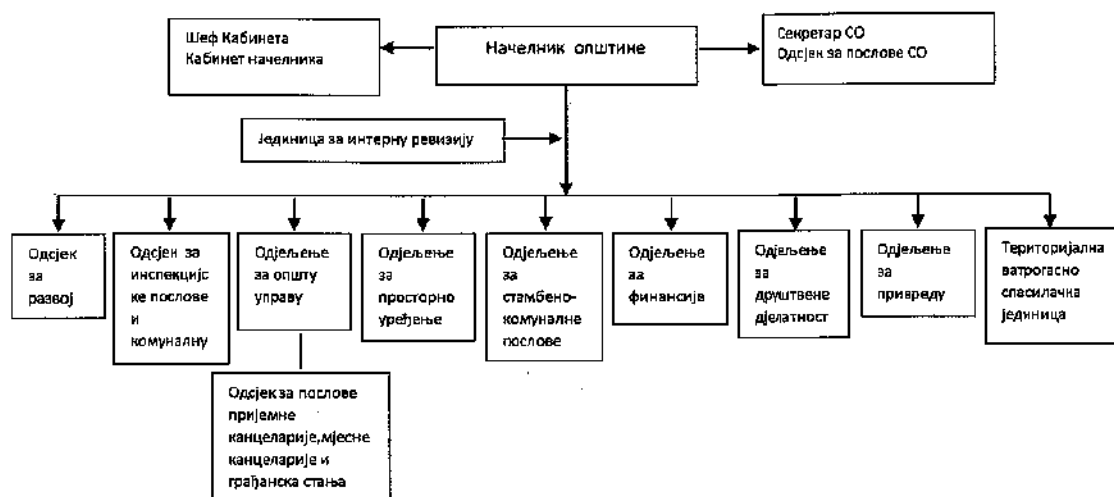 Шеф Кабинета
Кабинет начелника
Начелник општине
Секретар СО
Одсјек за послове СО
Јединица за интерну ревизију
Одсјек
за
развој
Одсјек за
инспекцијс
ке послове
и
комуналну
Одјељење
за општу
управу
Одјељење
за
просторно
уређење
Одјељење
за
стамбено-
комуналне
послове
Одјељење
за
финансије
Одјељење
за
друштвене
дјелатност
Одјељење
за
привреду
Територијална
ватрогасно
спасилачка
јединица
Одсјек за послове
пријемне
канцеларије,мјесне
канцеларије и
грађанска стања